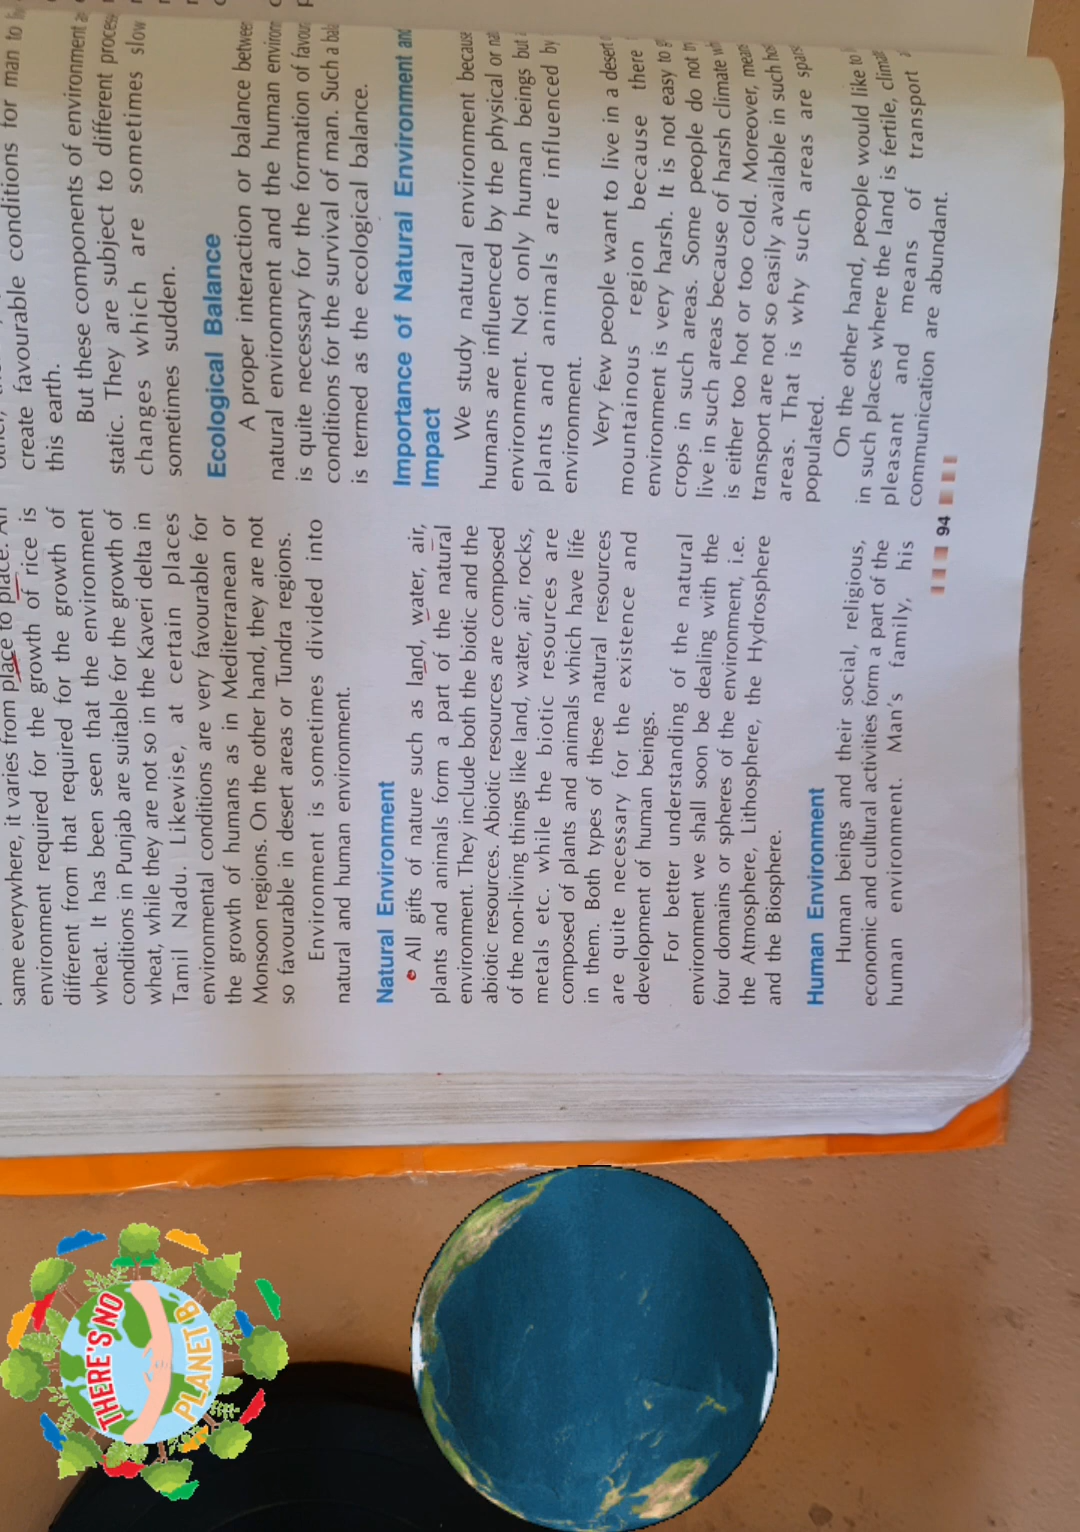 same everywhere, it varies from place to place. An
environment required for the growth of rice is
different from that required for the growth of
wheat. It has been seen that the environment
conditions in Punjab are suitable for the growth of
wheat, while they are not so in the Kaveri delta in
Tamil Nadu. Likewise, at certain places
environmental conditions are very favourable for
the growth of humans as in Mediterranean or
Monsoon regions. On the other hand, they are not
so favourable in desert areas or Tundra regions.
Environment is sometimes divided into
natural and human environment.
Natural Environment
All gifts of nature such as land, water, air,
plants and animals form a part of the natural
environment. They include both the biotic and the
abiotic resources. Abiotic resources are composed
of the non-living things like land, water, air, rocks,
metals etc. while the biotic resources are
composed of plants and animals which have life
in them. Both types of these natural resources
are quite necessary for the existence and
development of human beings.
For better understanding of the natural
environment we shall soon be dealing with the
four domains or spheres of the environment, i.e.
the Atmosphere, Lithosphere, the Hydrosphere
and the Biosphere.
Human Environment
Human beings and their social, religious,
economic and cultural activities form a part of the
human environment. Man's family, his
create favourable conditions for man to
this earth.
But these components of environment
static. They are subject to different
changes which are sometimes slow
sometimes sudden.
Ecological Balance
A proper interaction or balance
natural environment and the human
is quite necessary for the formation of
conditions for the survival of man. Such a
is termed as the ecological balance.
Importance of Natural Environment and
Impact
We study natural environment because
humans are influenced by the physical or
environment. Not only human beings but
plants and animals are influenced by
environment.
Very few people want to live in a desert
mountainous region because there
environment is very harsh. It is not easy to
crops in such areas. Some people do not
live in such areas because of harsh climate
is either too hot or too cold. Moreover,
transport are not so easily available in such
areas. That is why such areas are
populated.
On the other hand, people would like to
in such places where the land is fertile,
pleasant and means of transport
communication are abundant.
94
THERE'S NO
PLANET B